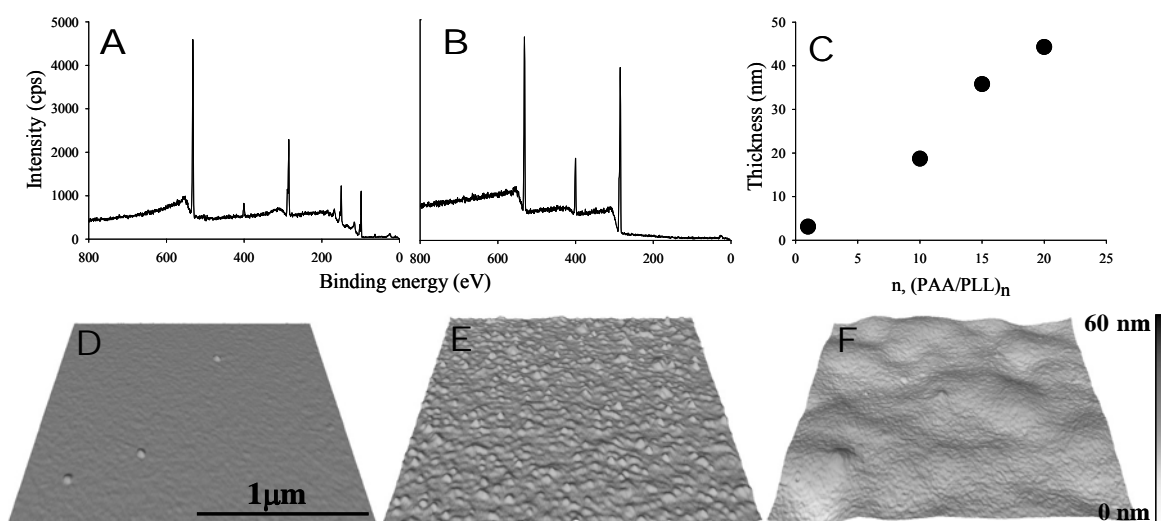 A
B
C
5000
4000
3000
2000
1000
0
Intensity (cps)
800 600 400 200 0
800 600 400 200 0
Binding energy (eV)
50
40
30
20
10
0
Thickness (nm)
0 5 10 15 20 25
n, (PAA/PLL)n
D
E
F
1μm
60 nm
0 nm